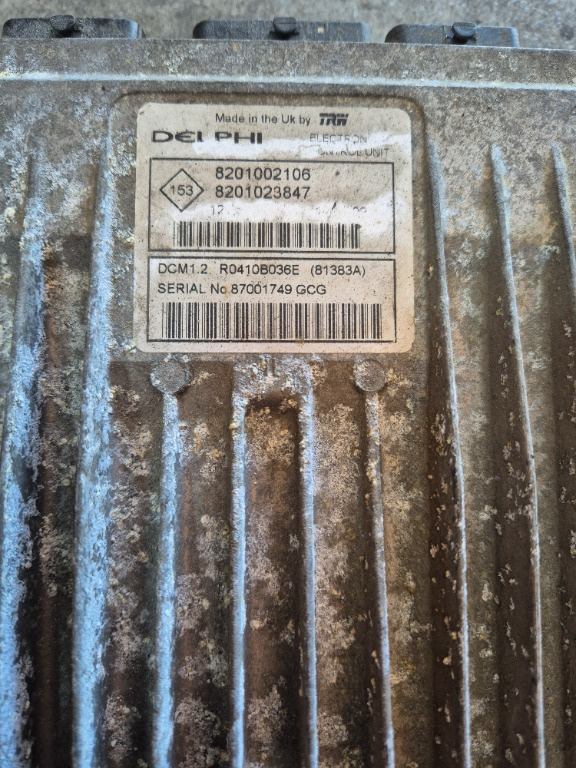 Made in the Uk by TRW
DELPHI
ELECTRON
UNIT
153
8201002106
8201023847
DCM1.2 R0410B036E (81383A)
SERIAL No 87001749 GCG